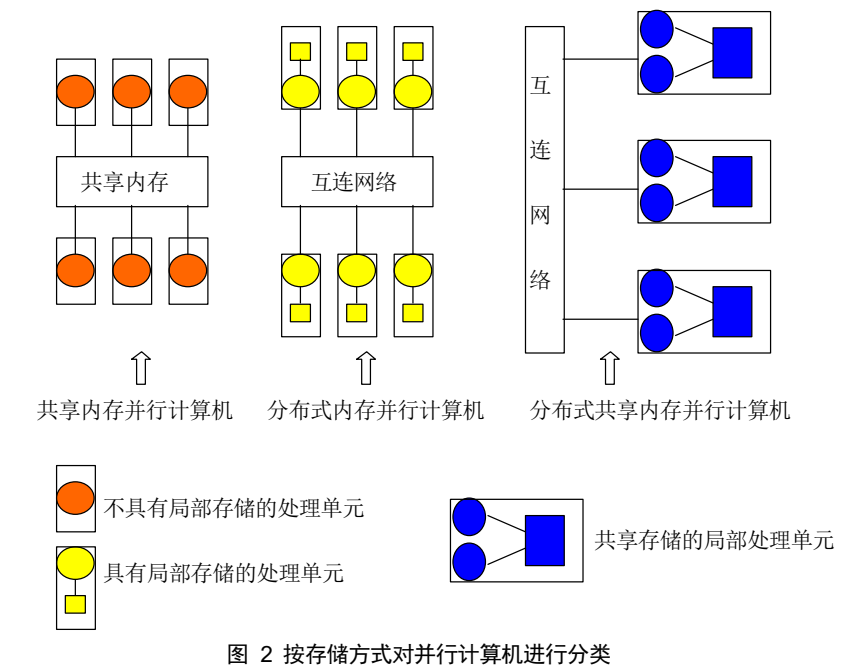 共享内存
互连网络
互
连
网
络
共享内存并行计算机
分布式内存并行计算机
分布式共享内存并行计算机
不具有局部存储的处理单元
具有局部存储的处理单元
共享存储的局部处理单元
图 2 按存储方式对并行计算机进行分类